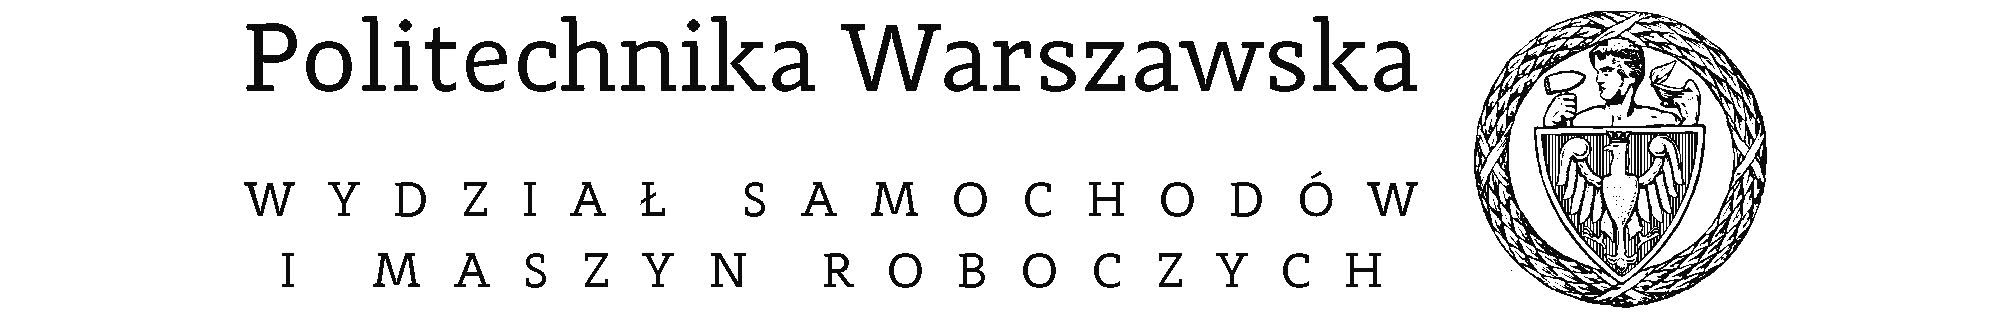 Politechnika Warszawska
WYDZIAŁ SAMOCHODÓW
I MASZYN ROBOCZYCH